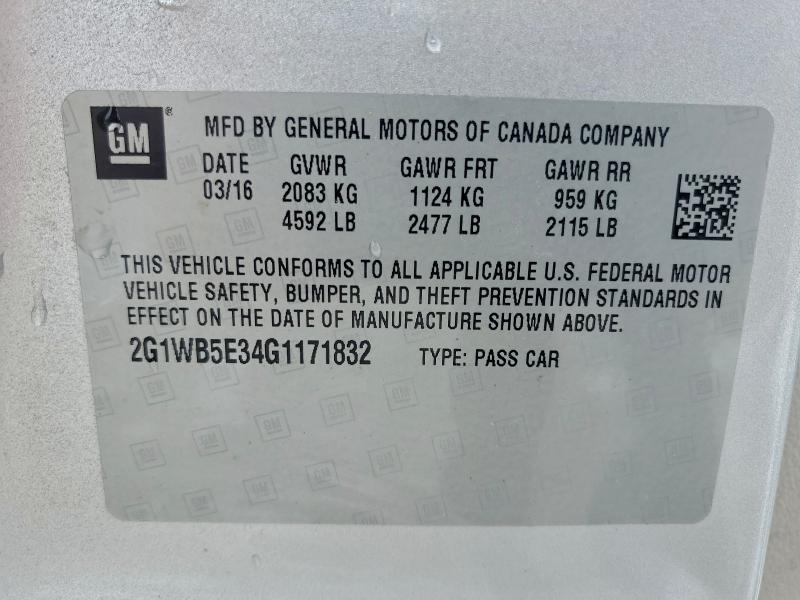 GM ® MFD BY GENERAL MOTORS OF CANADA COMPANY
DATE GVWR GAWR FRT GAWR RR
03/16 2083 KG 1124 KG 959 KG
4592 LB 2477 LB 2115 LB
THIS VEHICLE CONFORMS TO ALL APPLICABLE U.S. FEDERAL MOTOR
VEHICLE SAFETY, BUMPER, AND THEFT PREVENTION STANDARDS IN
EFFECT ON THE DATE OF MANUFACTURE SHOWN ABOVE.
2G1WB5E34G1171832 TYPE: PASS CAR